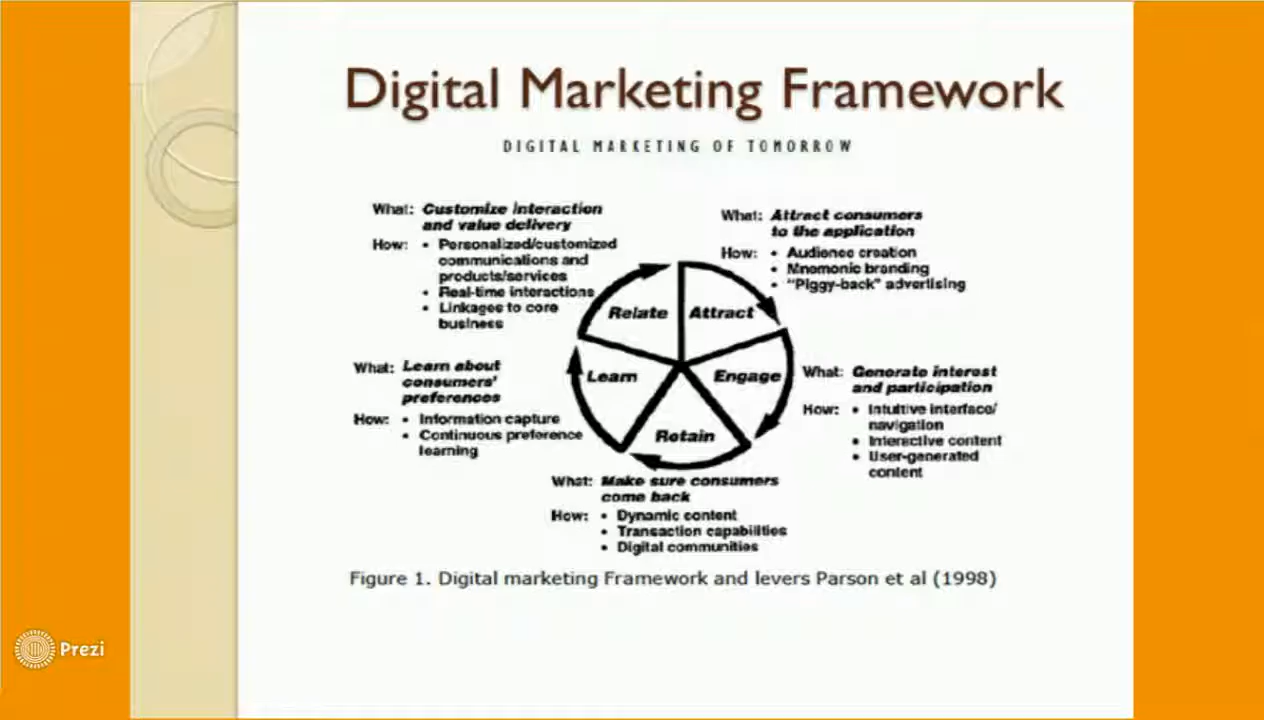 Digital Marketing Framework
DIGITAL MARKETING OF TOMORROW
What: Customize interaction
and value delivery
How: • Personalized/customized
communications and
products/services
• Real-time interactions
• Linkages to core
business
What: Attract consumers
to the application
How: • Audience creation
• Mnemonic branding
• "Piggy-back" advertising
Relate
Attract
Learn
Engage
Retain
What: Learn about
consumers'
preferences
How: • Information capture
• Continuous preference
learning
What: Generate interest
and participation
How: • Intuitive interface/
navigation
• Interactive content
• User-generated
content
What: Make sure consumers
come back
How: • Dynamic content
• Transaction capabilities
• Digital communities
Figure 1. Digital marketing Framework and levers Parson et al (1998)
Prezi